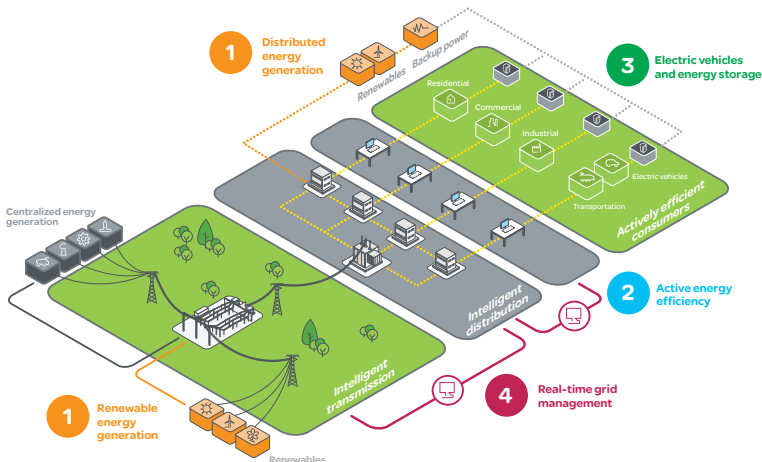 1
Distributed
energy
generation
Renewables
Backup power
3
Electric vehicles
and energy storage
Residential
Commercial
Industrial
Electric vehicles
Transportation
Actively efficient
consumers
Centralized energy
generation
2
Active energy
efficiency
Intelligent
distribution
Intelligent
transmission
4
Real-time grid
management
1
Renewable
energy
generation
Renewables